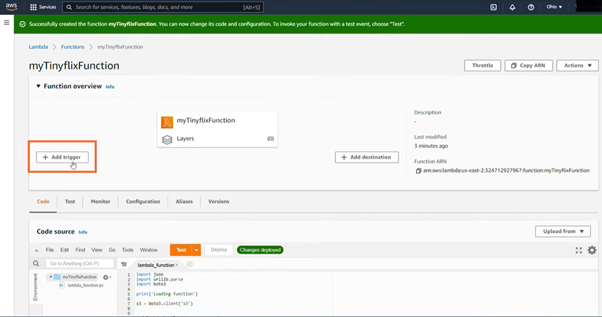 aws
Services
Search for services, features, blogs, docs, and more
[Alt+S]
Ohio
Successfully created the function myTinyflixFunction. You can now change its code and configuration. To invoke your function with a test event, choose "Test".
Lambda > Functions > myTinyflixFunction
myTinyflixFunction
Throttle
Copy ARN
Actions
Function overview Info
myTinyflixFunction
Layers (0)
+ Add trigger
+ Add destination
Description
-
Last modified
3 minutes ago
Function ARN
arn:aws:lambda:us-east-2:324712927967:function:myTinyflixFunction
Code Test Monitor Configuration Aliases Versions
Code source Info
Upload from
File Edit Find View Go Tools Window Test Deploy Changes deployed
Go to Anything (Ctrl-P)
lambda_function
Environment
myTinyflixFunction
lambda_function.py
1 import json
2 import urllib.parse
3 import boto3
4
5 print('Loading function')
6
7 s3 = boto3.client('s3')
8